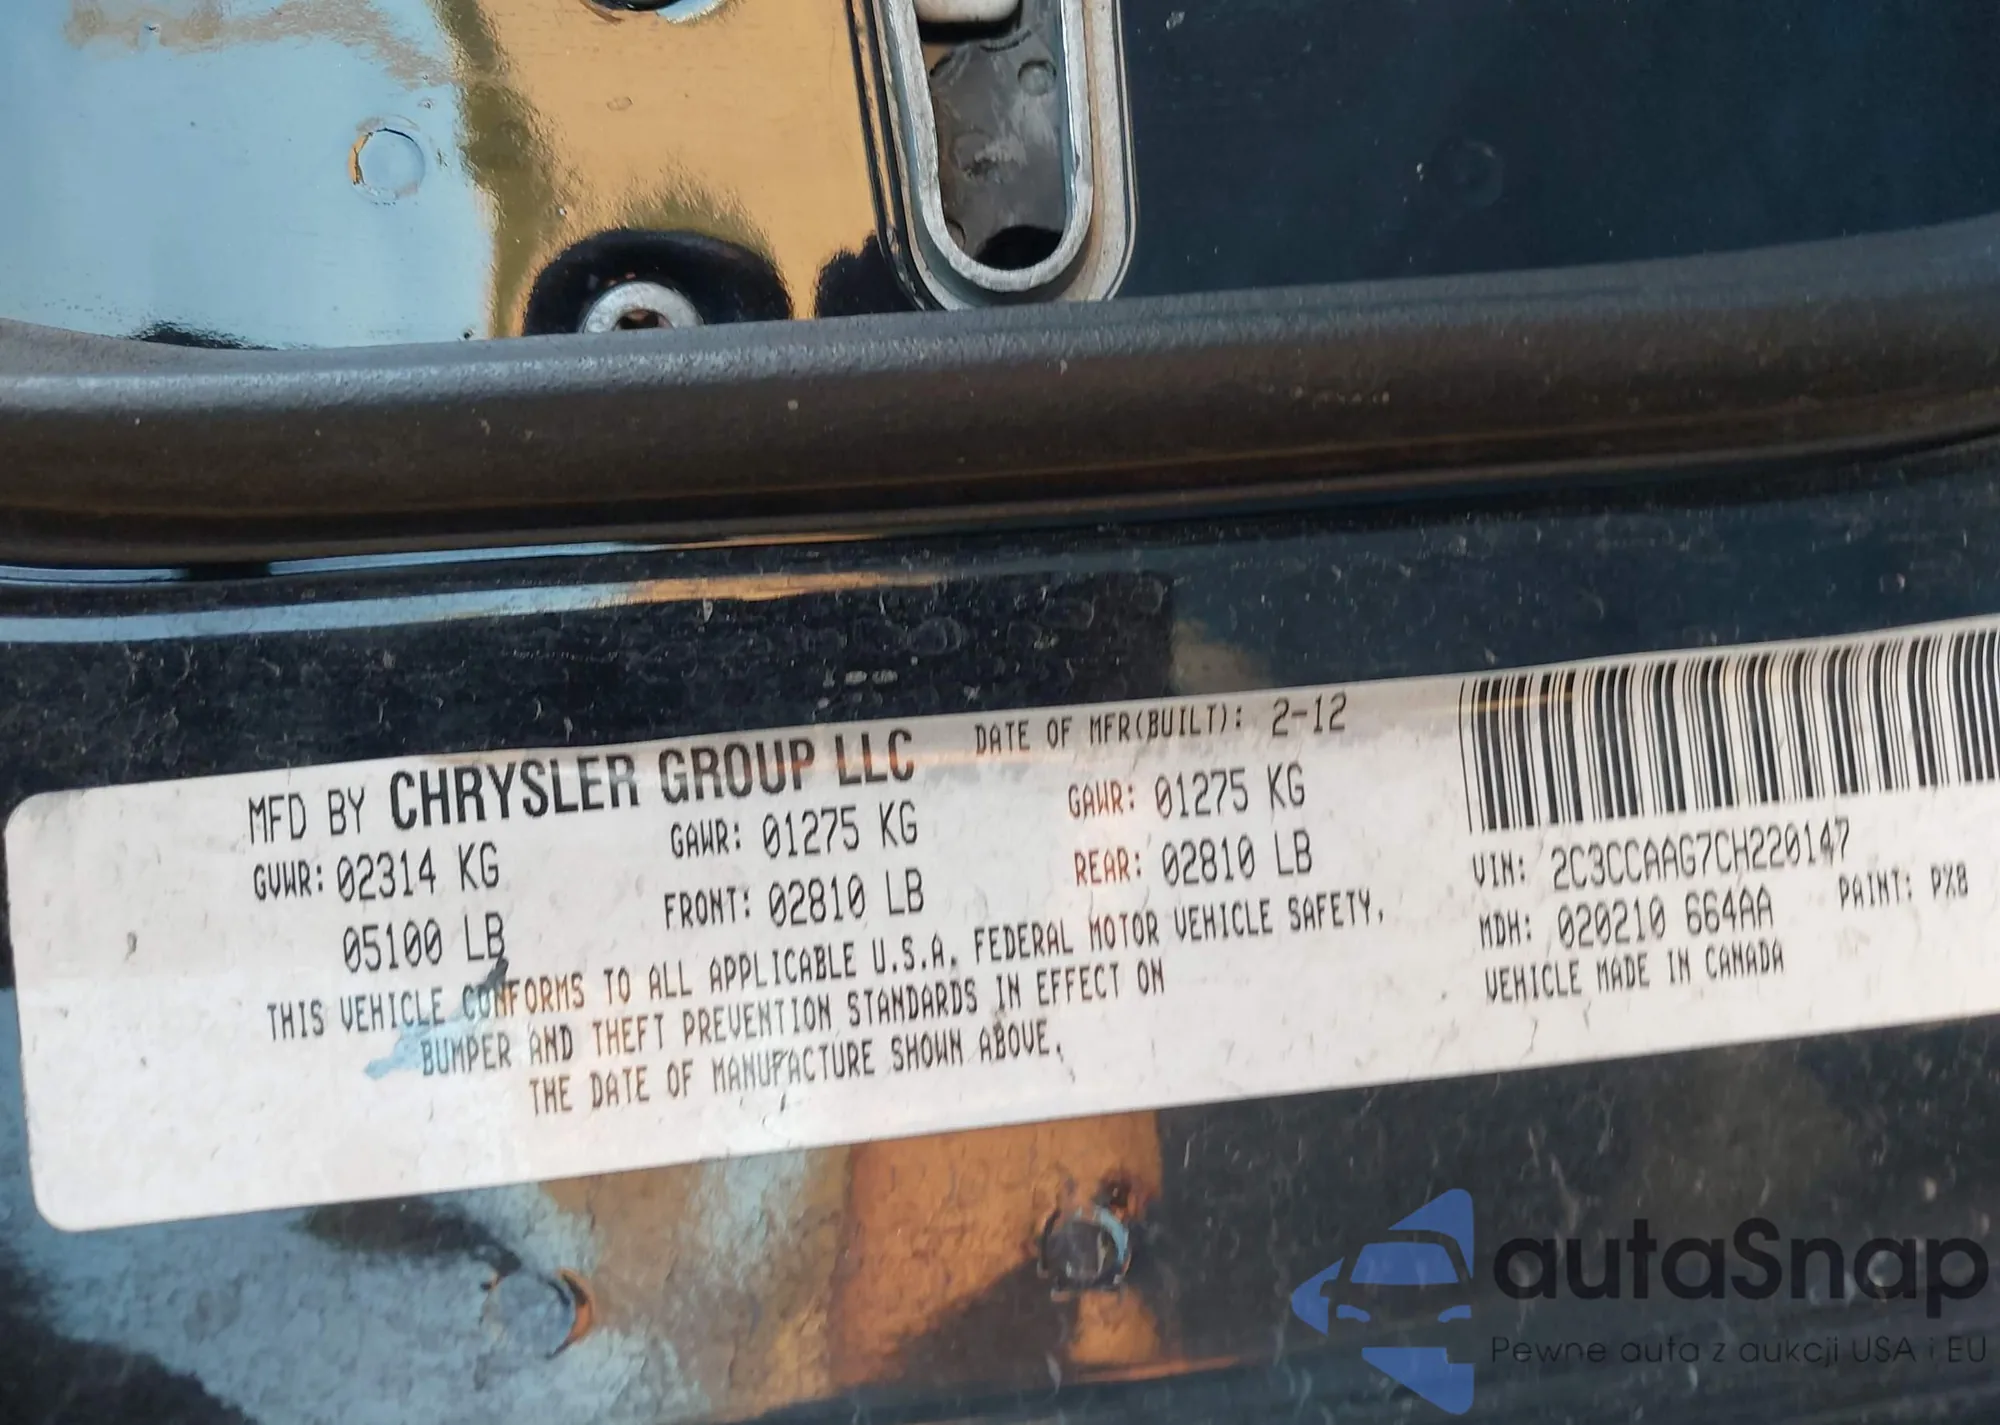 MFD BY CHRYSLER GROUP LLC DATE OF MFR(BUILT): 2-12
GVWR: 02314 KG GAWR: 01275 KG GAWR: 01275 KG
05100 LB FRONT: 02810 LB REAR: 02810 LB
THIS VEHICLE CONFORMS TO ALL APPLICABLE U.S.A. FEDERAL MOTOR VEHICLE SAFETY,
BUMPER AND THEFT PREVENTION STANDARDS IN EFFECT ON
THE DATE OF MANUFACTURE SHOWN ABOVE.
VIN: 2C3CCAAG7CH220147
MDH: 020210 664AA PAINT: PX8
VEHICLE MADE IN CANADA
autaSnap
Pewne auta z aukcji USA i EU